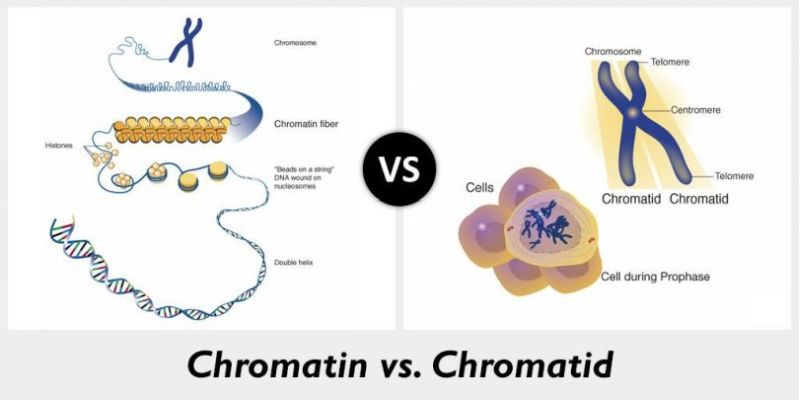 Chromosome
Chromatin fiber
Histones
"Beads on a string"
DNA wound on
nucleosomes
Double helix
VS
Chromosome
Telomere
Centromere
Telomere
Chromatid Chromatid
Cells
Cell during Prophase
Chromatin vs. Chromatid